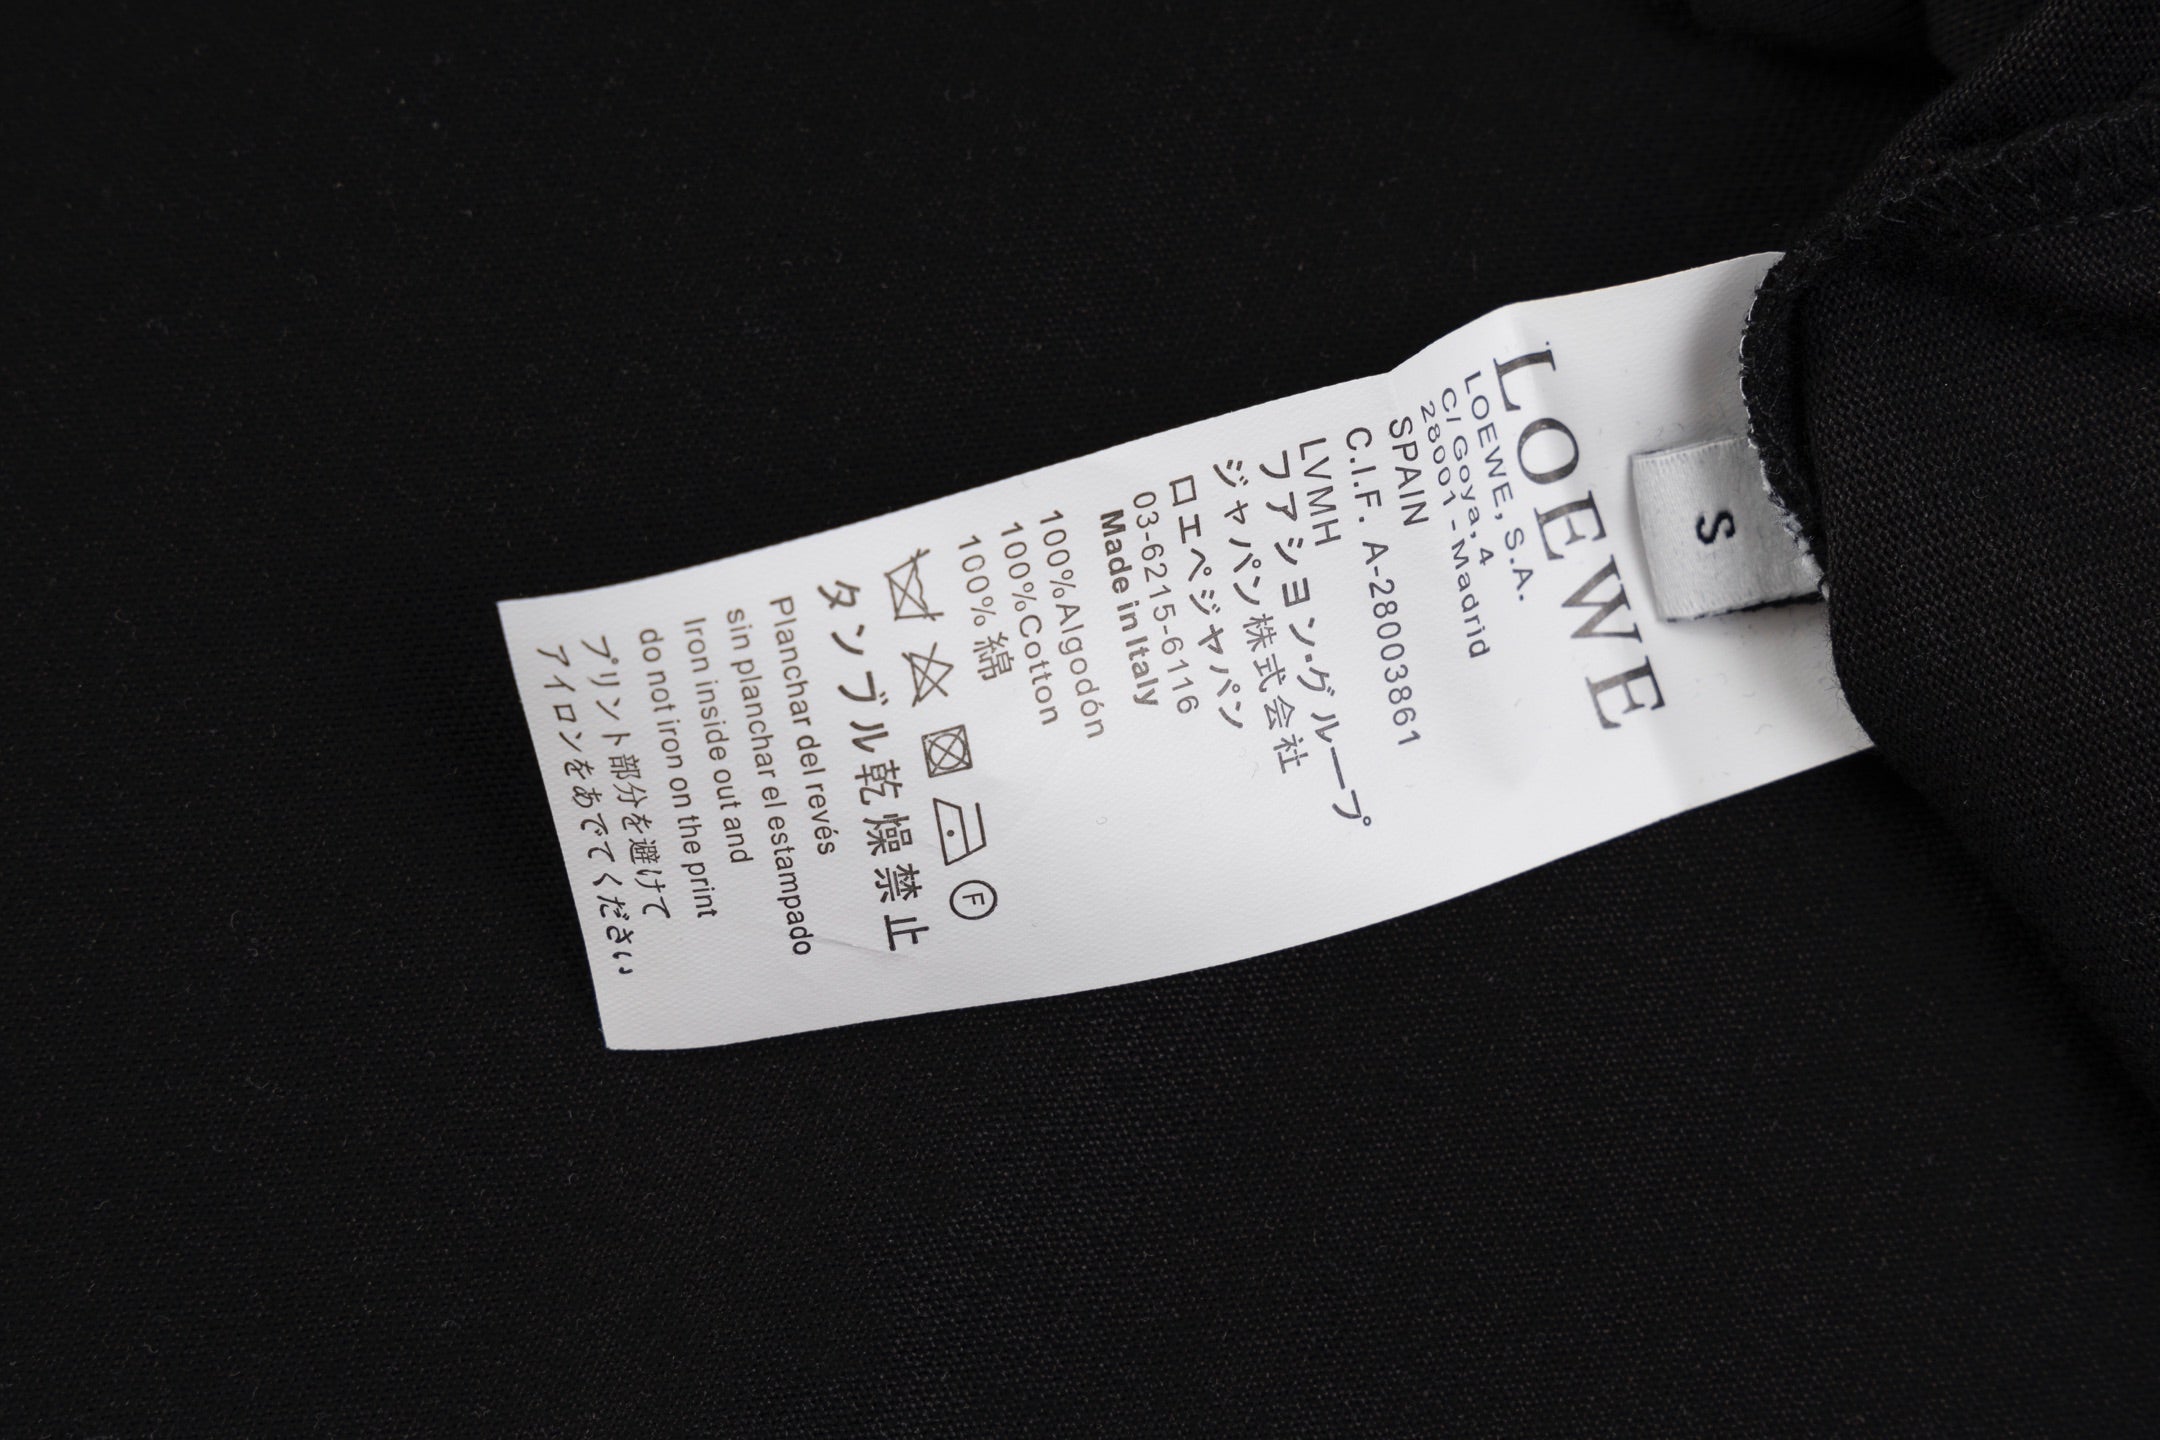 S
LOEWE
LOEWE, S.A.
C/ Goya, 4
28001 - Madrid
SPAIN
C.I.F. A-28003861
LVMH
ファション・グループ
ジャパン株式会社
ロエペジャパン
03-6215-6116
Made in Italy
100%Algodón
100%Cotton
100% 綿
F
タンブル乾燥禁止
Planchar del revés
sin planchar el estampado
Iron inside out and
do not iron on the print
プリント部分を避けて
アイロンをあでてください